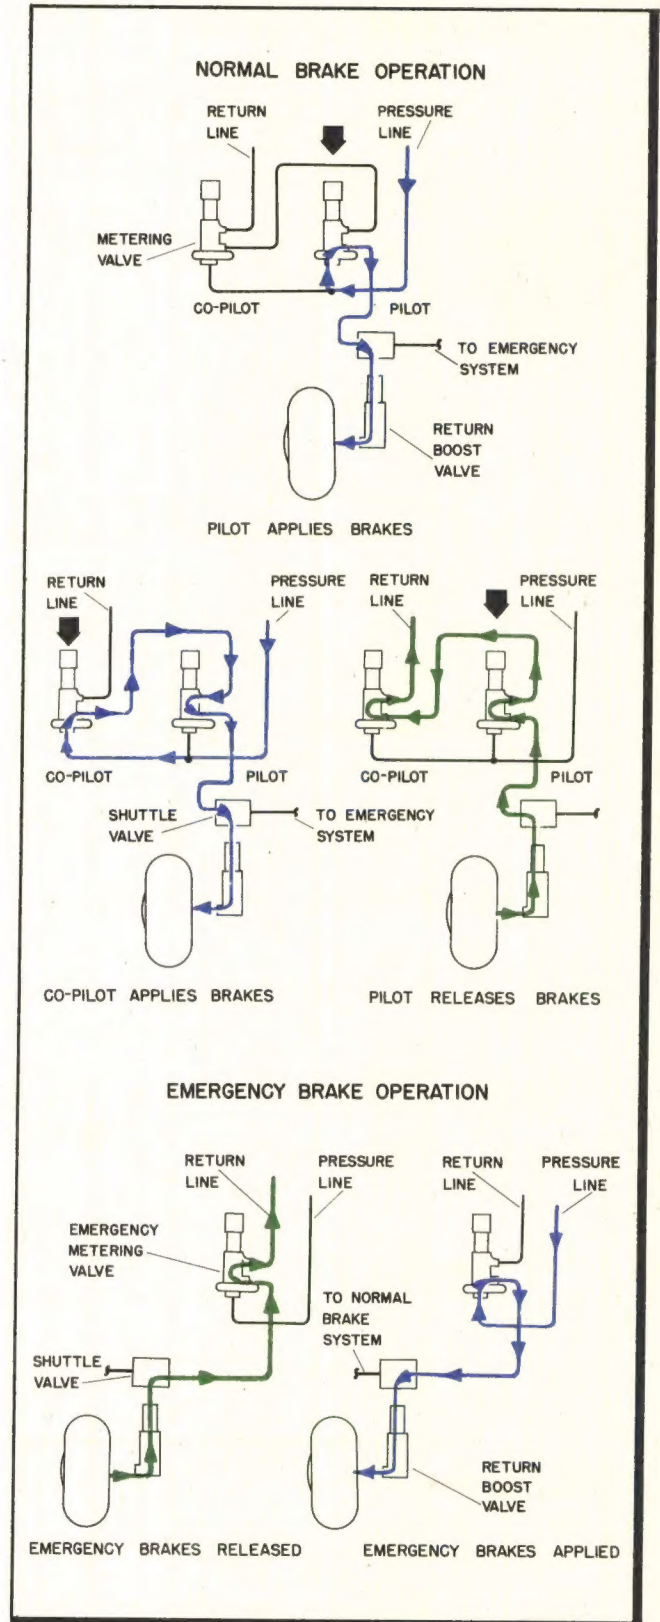 NORMAL BRAKE OPERATION
RETURN
LINE
PRESSURE
LINE
METERING
VALVE
CO-PILOT
PILOT
TO EMERGENCY
SYSTEM
RETURN
BOOST
VALVE
PILOT APPLIES BRAKES
RETURN
LINE
PRESSURE
LINE
CO-PILOT
PILOT
SHUTTLE
VALVE
TO EMERGENCY
SYSTEM
CO-PILOT APPLIES BRAKES
RETURN
LINE
PRESSURE
LINE
CO-PILOT
PILOT
PILOT RELEASES BRAKES
EMERGENCY BRAKE OPERATION
RETURN
LINE
PRESSURE
LINE
EMERGENCY
METERING
VALVE
SHUTTLE
VALVE
EMERGENCY BRAKES RELEASED
RETURN
LINE
PRESSURE
LINE
TO NORMAL
BRAKE
SYSTEM
RETURN
BOOST
VALVE
EMERGENCY BRAKES APPLIED